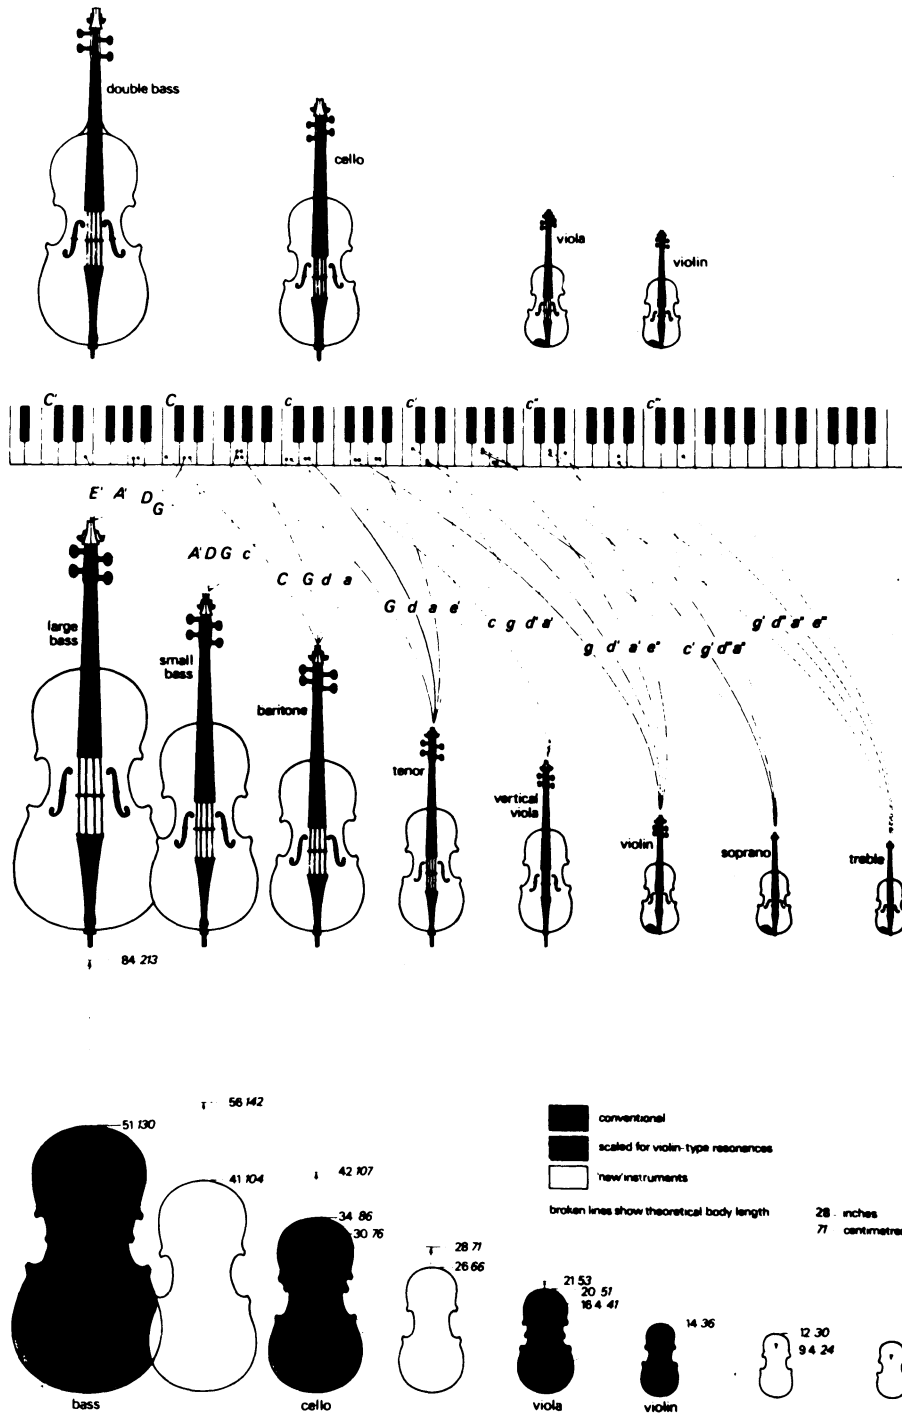 double bass
cello
viola
violin
C' C c c' c" c"'
E' A' D G
A' D G c
C G d a
G d a e'
c g d" a'
g d' a' e"
c' g' d" a"
g' d" a" e"'
large
bass
small
bass
baritone
tenor
vertical
viola
violin
soprano
treble
84 213
56 142
51 130
41 104
42 107
34 86
30 76
28 71
26 66
21 53
20 51
16 4 41
14 36
12 30
9 4 24
conventional
scaled for violin-type resonances
'new' instruments
broken lines show theoretical body length
28 . inches
71 centimetres
bass
cello
viola
violin